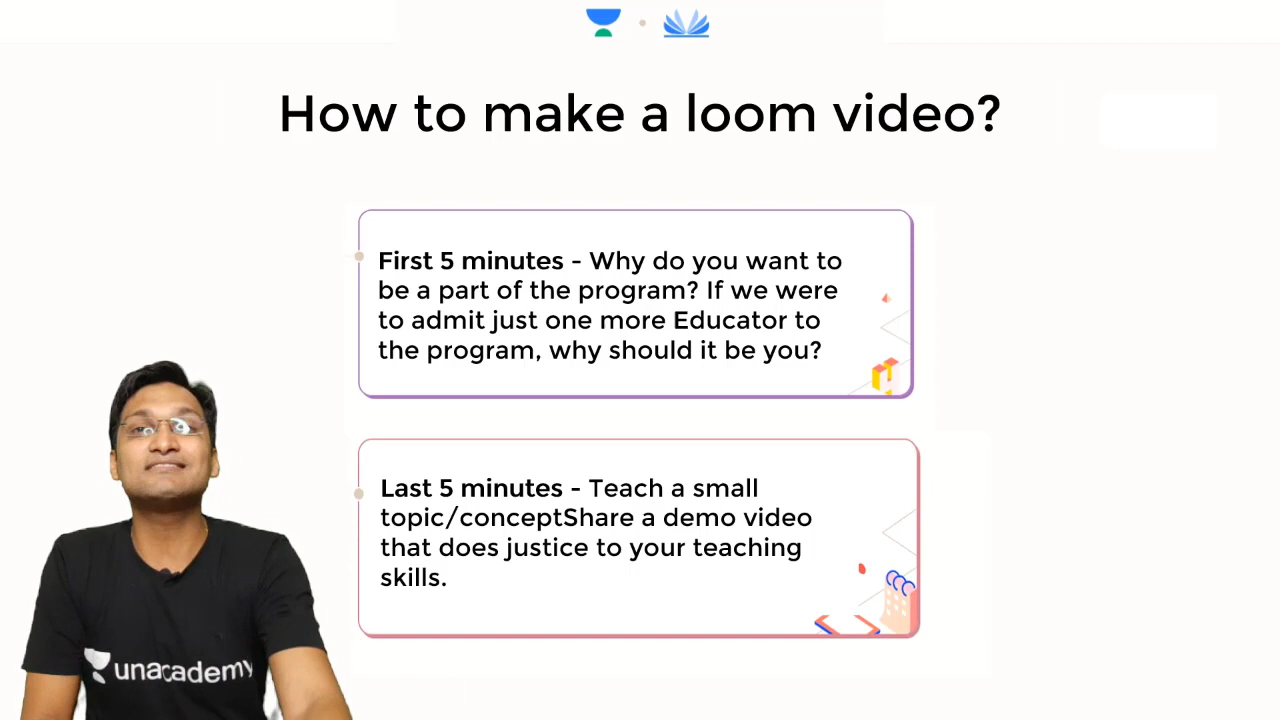 How to make a loom video?
First 5 minutes - Why do you want to
be a part of the program? If we were
to admit just one more Educator to
the program, why should it be you?
Last 5 minutes - Teach a small
topic/conceptShare a demo video
that does justice to your teaching
skills.
unacademy